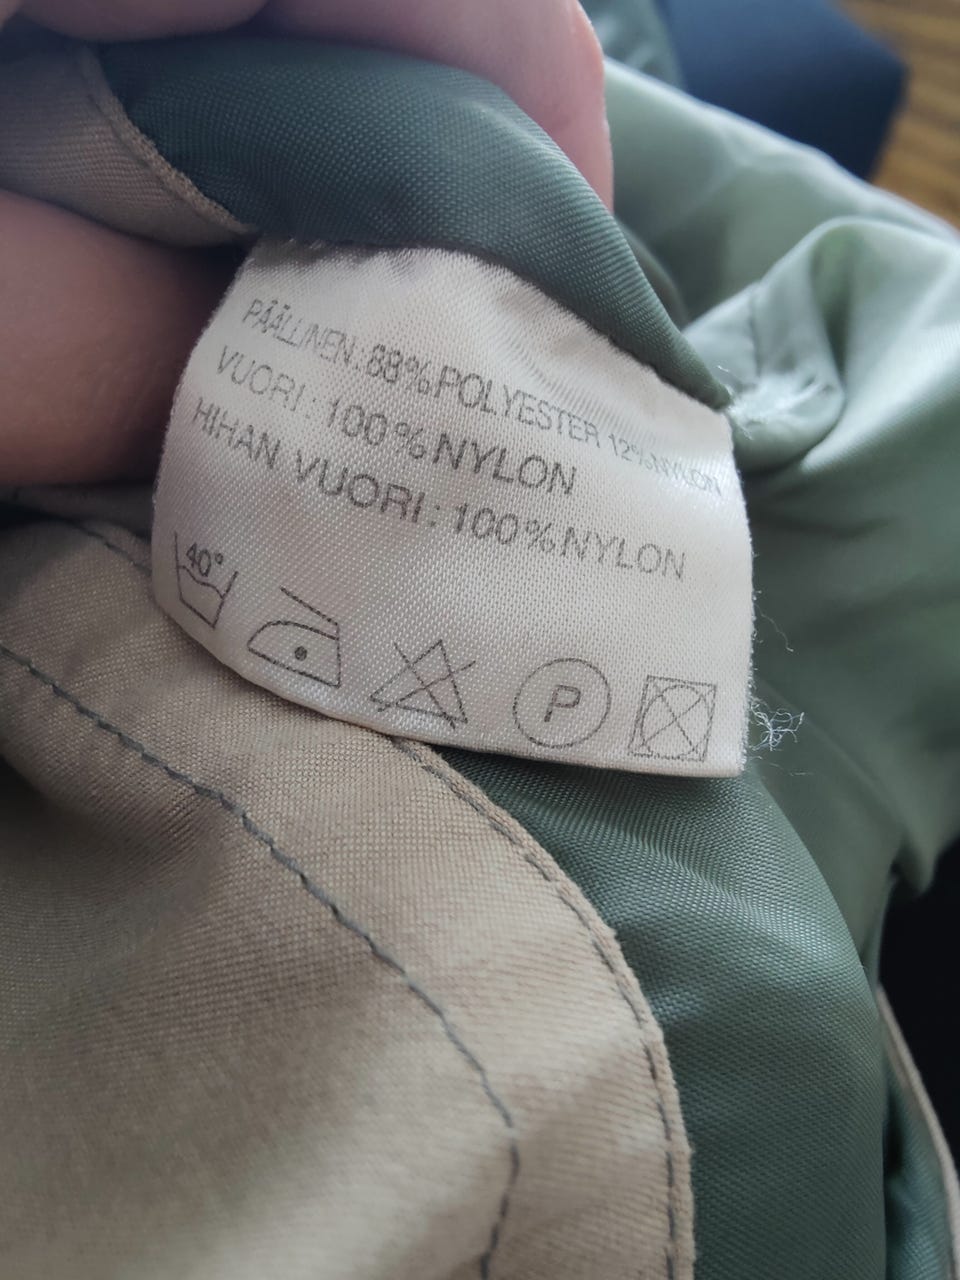 PÄÄLLINEN: 88% POLYESTER 12% NYLON
VUORI: 100% NYLON
HIHAN VUORI: 100% NYLON
40°
P